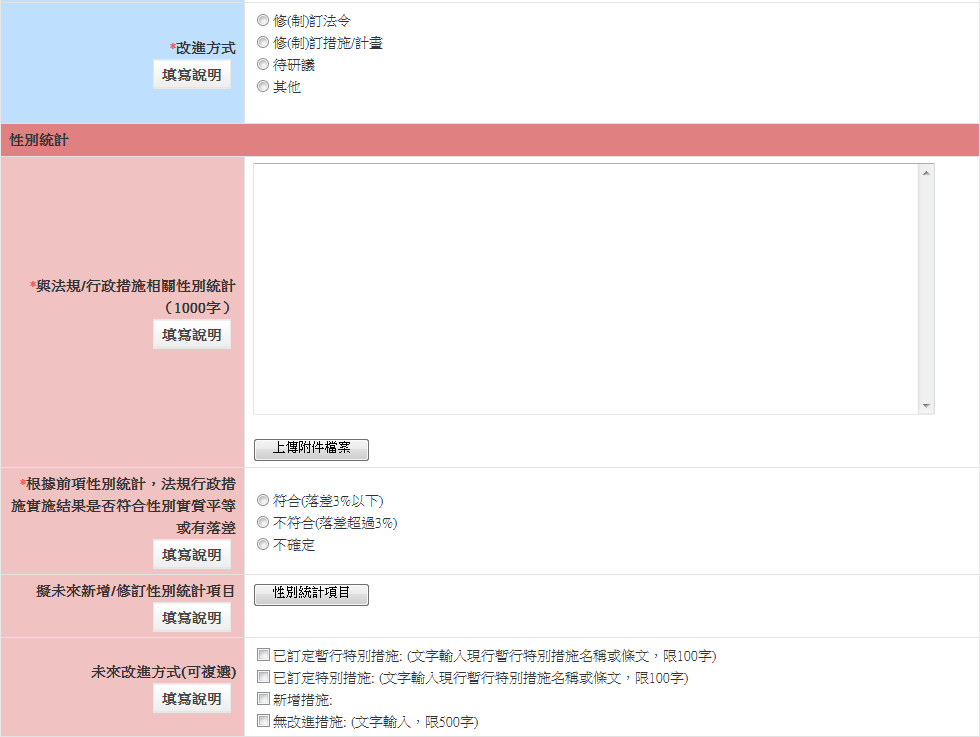 *改進方式
填寫說明
修(制)訂法令
修(制)訂措施/計畫
待研議
其他
性別統計
*與法規/行政措施相關性別統計
（1000字）
填寫說明
上傳附件檔案
*根據前項性別統計，法規行政措
施實施結果是否符合性別實質平等
或有落差
填寫說明
符合(落差3%以下)
不符合(落差超過3%)
不確定
擬未來新增/修訂性別統計項目
填寫說明
性別統計項目
未來改進方式(可複選)
填寫說明
已訂定暫行特別措施: (文字輸入現行暫行特別措施名稱或條文，限100字)
已訂定特別措施: (文字輸入現行暫行特別措施名稱或條文，限100字)
新增措施:
無改進措施: (文字輸入，限500字)